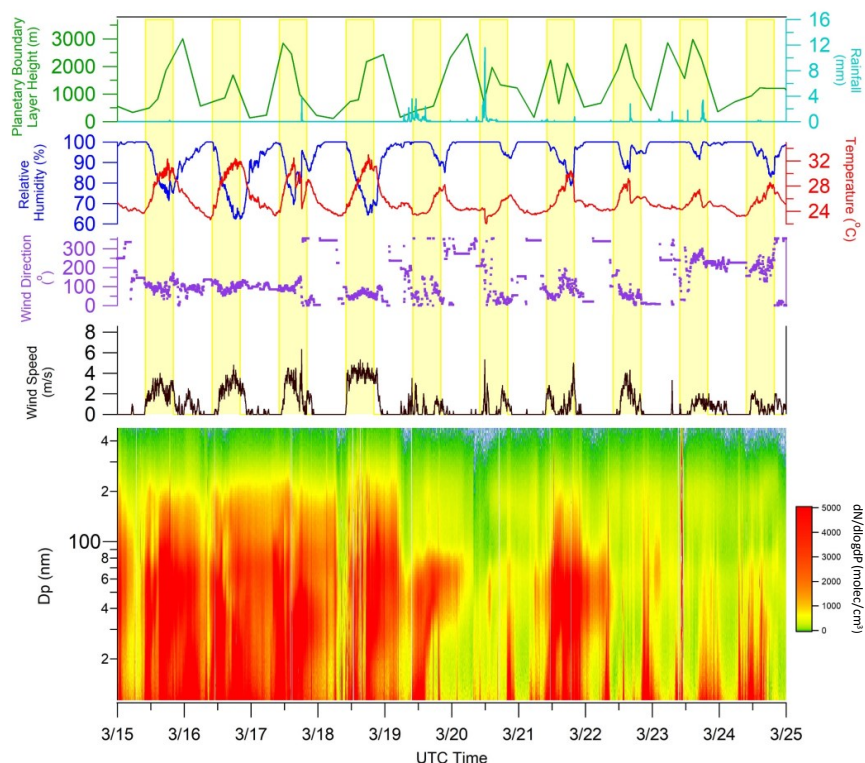 Planetary Boundary
Layer Height (m)
3000
2000
1000
0
16
12
8
4
0
Rainfall
(mm)
Relative
Humidity (%)
100
90
80
70
60
32
28
24
Temperature (°C)
Wind Direction
(°)
300
200
100
0
Wind Speed
(m/s)
8
6
4
2
0
Dp (nm)
4
2
100
8
6
4
2
5000
4000
3000
2000
1000
0
dN/dlogdP (molec/cm³)
3/15 3/16 3/17 3/18 3/19 3/20 3/21 3/22 3/23 3/24 3/25
UTC Time